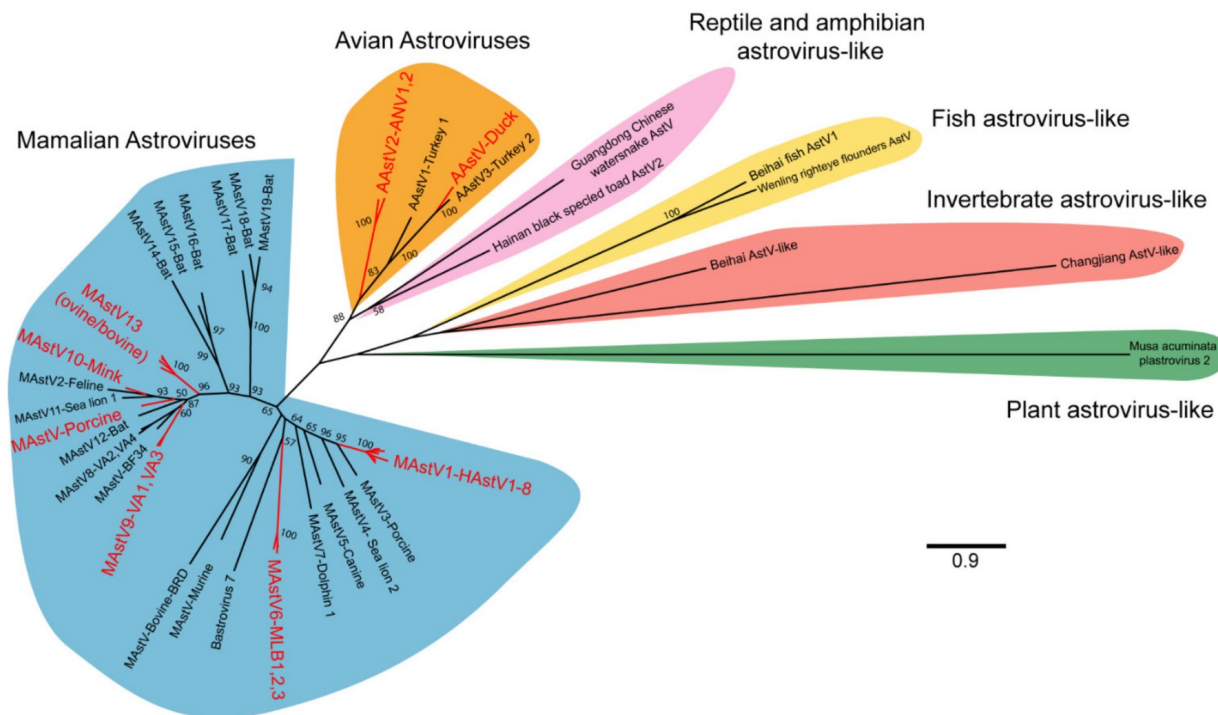 Mamalian Astroviruses
Avian Astroviruses
Reptile and amphibian
astrovirus-like
Fish astrovirus-like
Invertebrate astrovirus-like
Plant astrovirus-like
AAstV2-ANV1,2
AAstV1-Turkey 1
AAstV-Duck
AAstV3-Turkey 2
100
83
100
100
88
58
Guangdong Chinese
watersnake AstV
Hainan black specied toad AstV2
Beihai fish AstV1
Wenling righteye flounders AstV
100
Beihai AstV-like
Changjiang AstV-like
Musa acuminata
plastrovirus 2
MAstV14-Bat
MAstV15-Bat
MAstV16-Bat
MAstV17-Bat
MAstV18-Bat
MAstV19-Bat
94
100
97
99
93
93
MAstV13
(ovine/bovine)
100
96
MAstV10-Mink
MAstV2-Feline
93
50
MAstV11-Sea lion 1
87
60
MAstV-Porcine
MAstV12-Bat
MAstV8-VA2,VA4
MAstV-BF34
MAstV9-VA1,VA3
65
64
65
96
95
100
57
90
100
MAstV1-HAstV1-8
MAstV3-Porcine
MAstV4- Sea lion 2
MAstV5-Canine
MAstV7-Dolphin 1
MAstV6-MLB1,2,3
Bastrovirus 7
MAstV-Murine
MAstV-Bovine-BRD
0.9